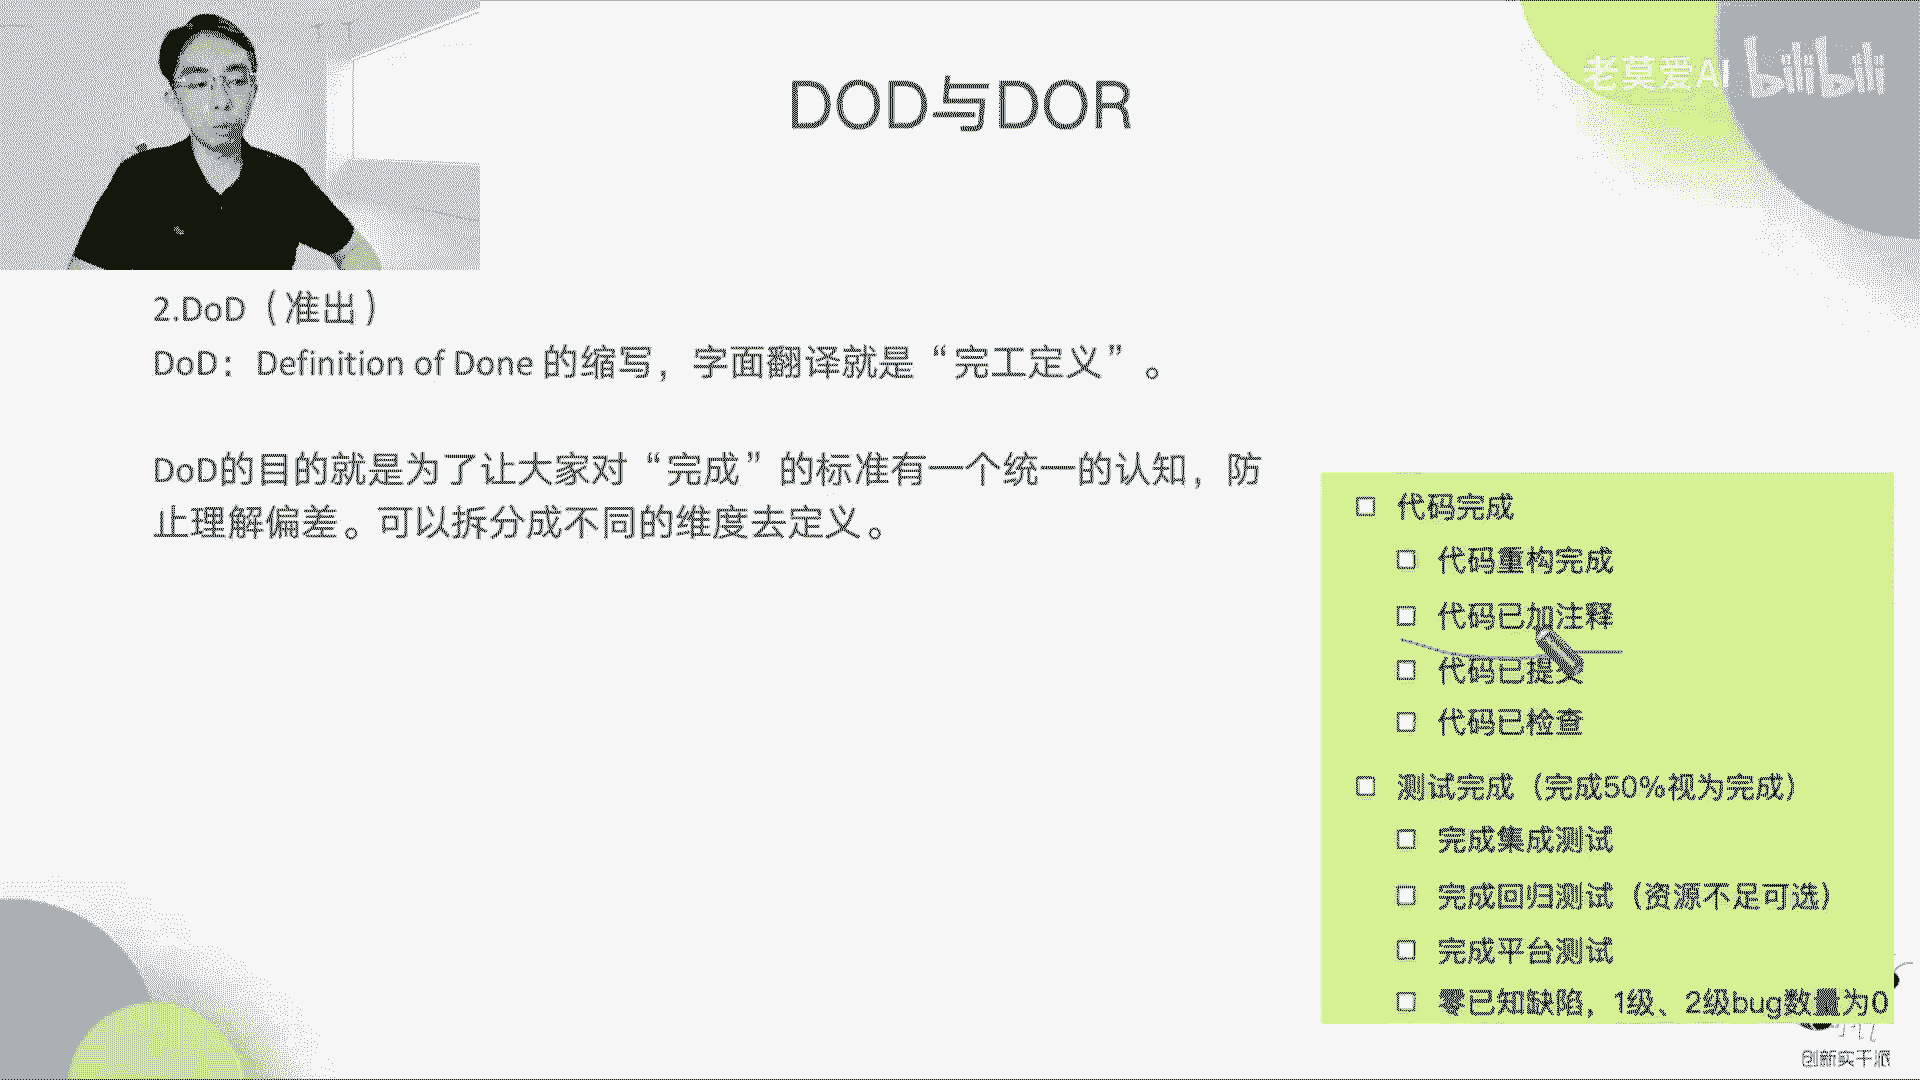 老莫爱AI bilibili
DOD与DOR
2.DoD（准出）
DoD：Definition of Done 的缩写，字面翻译就是“完工定义”。
DoD的目的就是为了让大家对“完成”的标准有一个统一的认知，防
止理解偏差。可以拆分成不同的维度去定义。
代码完成
代码重构完成
代码已加注释
代码已提交
代码已检查
测试完成（完成50%视为完成）
完成集成测试
完成回归测试（资源不足可选）
完成平台测试
零已知缺陷，1级、2级bug数量为0
创新实干派